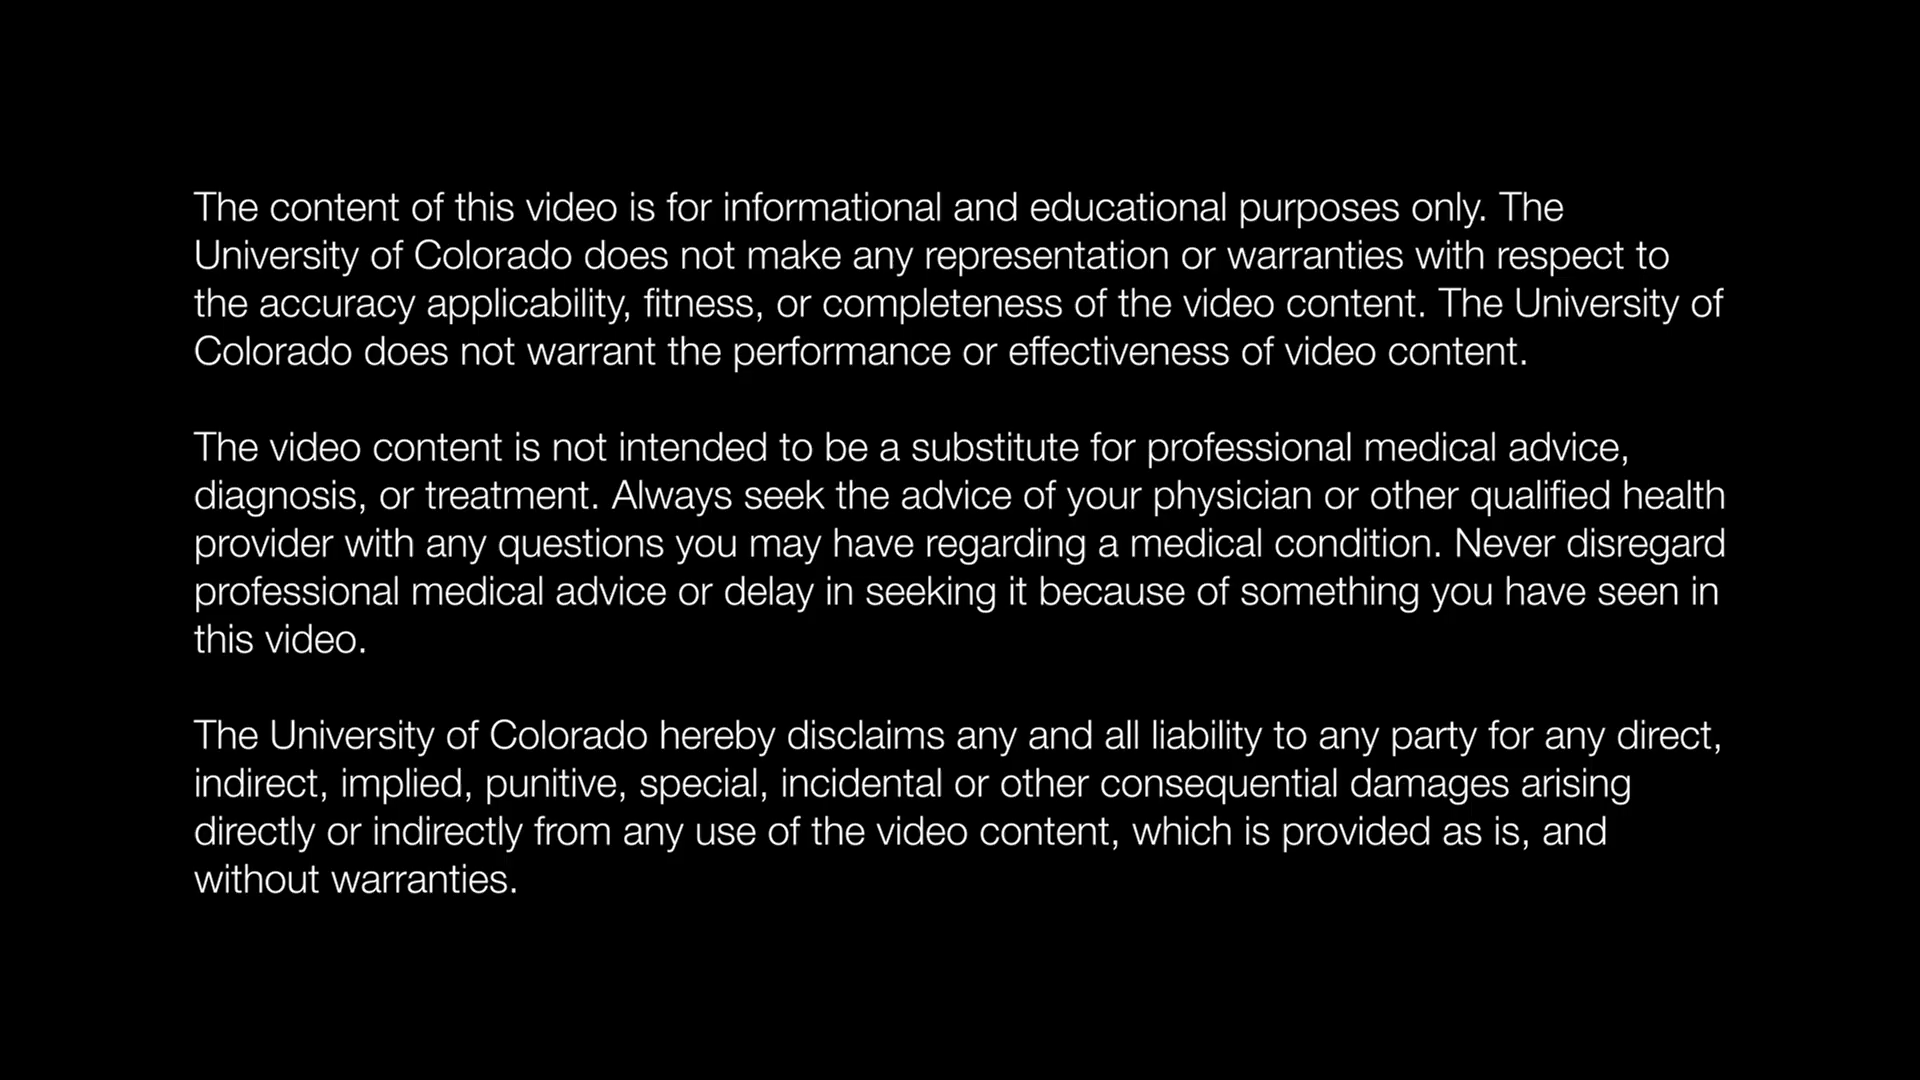 The content of this video is for informational and educational purposes only. The
University of Colorado does not make any representation or warranties with respect to
the accuracy applicability, fitness, or completeness of the video content. The University of
Colorado does not warrant the performance or effectiveness of video content.
The video content is not intended to be a substitute for professional medical advice,
diagnosis, or treatment. Always seek the advice of your physician or other qualified health
provider with any questions you may have regarding a medical condition. Never disregard
professional medical advice or delay in seeking it because of something you have seen in
this video.
The University of Colorado hereby disclaims any and all liability to any party for any direct,
indirect, implied, punitive, special, incidental or other consequential damages arising
directly or indirectly from any use of the video content, which is provided as is, and
without warranties.